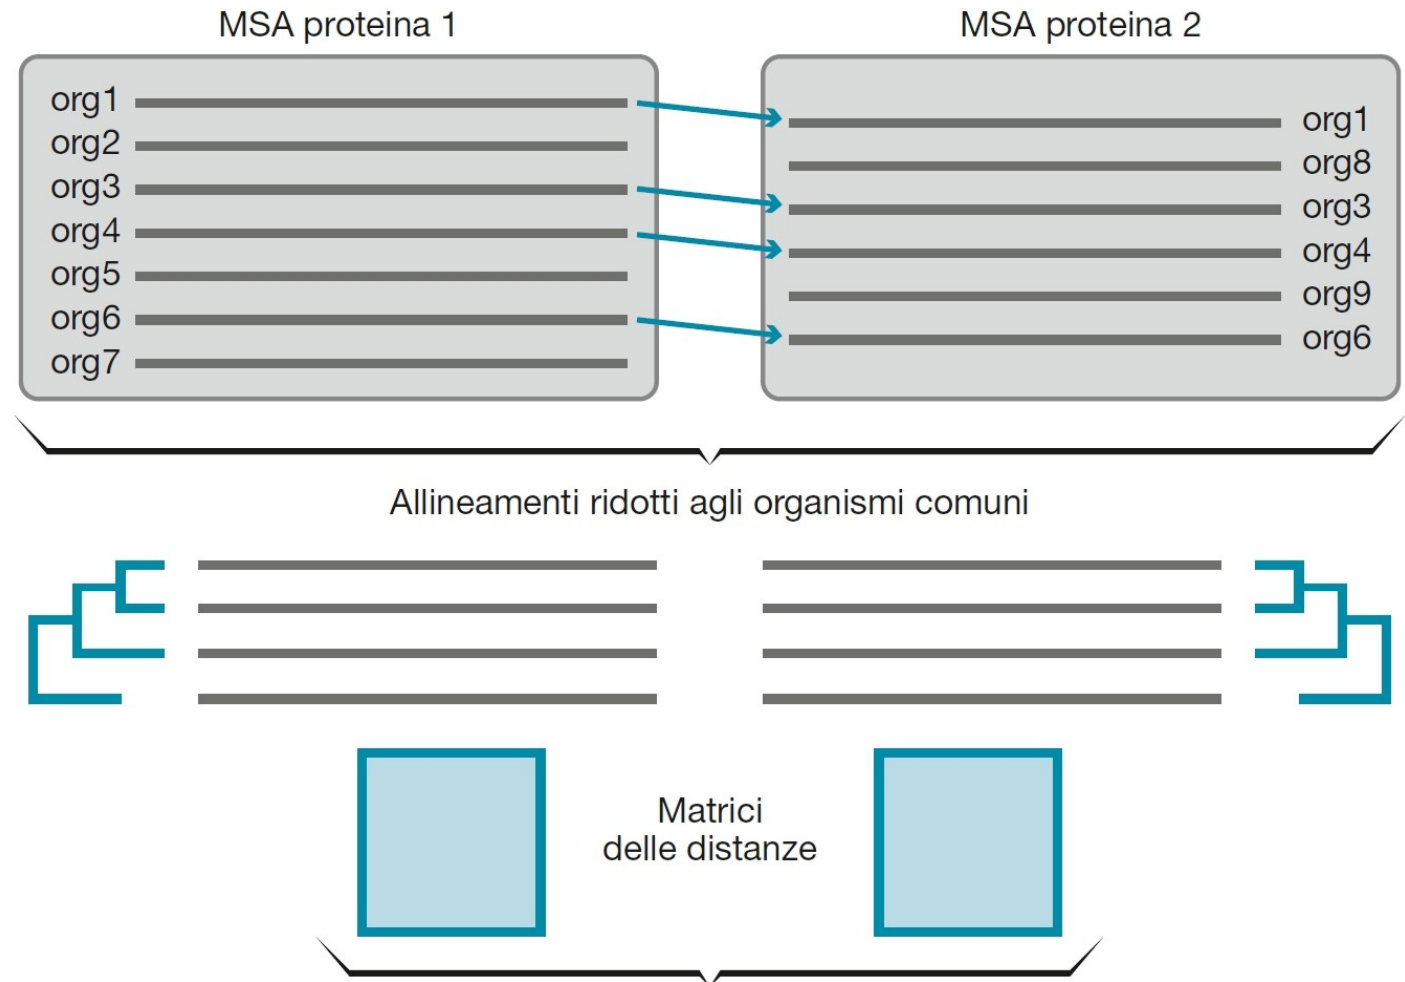 MSA proteina 1
MSA proteina 2
org1
org2
org3
org4
org5
org6
org7
org1
org8
org3
org4
org9
org6
Allineamenti ridotti agli organismi comuni
Matrici
delle distanze